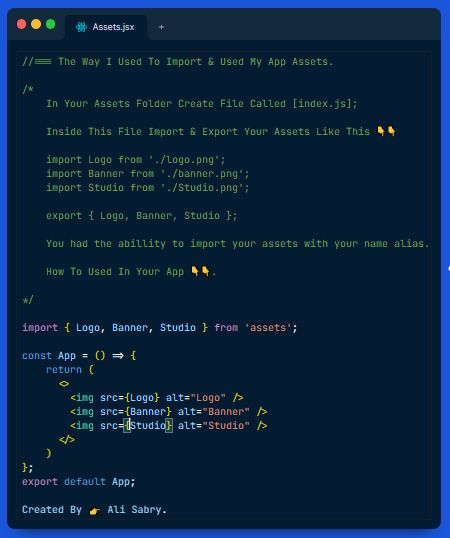 Assets.jsx
+
//=== The Way I Used To Import & Used My App Assets.
/*
In Your Assets Folder Create File Called [index.js];
Inside This File Import & Export Your Assets Like This 👇👇
import Logo from './logo.png';
import Banner from './banner.png';
import Studio from './Studio.png';
export { Logo, Banner, Studio };
You had the abillity to import your assets with your name alias.
How To Used In Your App 👇👇.
*/
import { Logo, Banner, Studio } from 'assets';
const App = () => {
return (
<>
<img src={Logo} alt="Logo" />
<img src={Banner} alt="Banner" />
<img src={Studio} alt="Studio" />
</>
)
};
export default App;
Created By 👉 Ali Sabry.